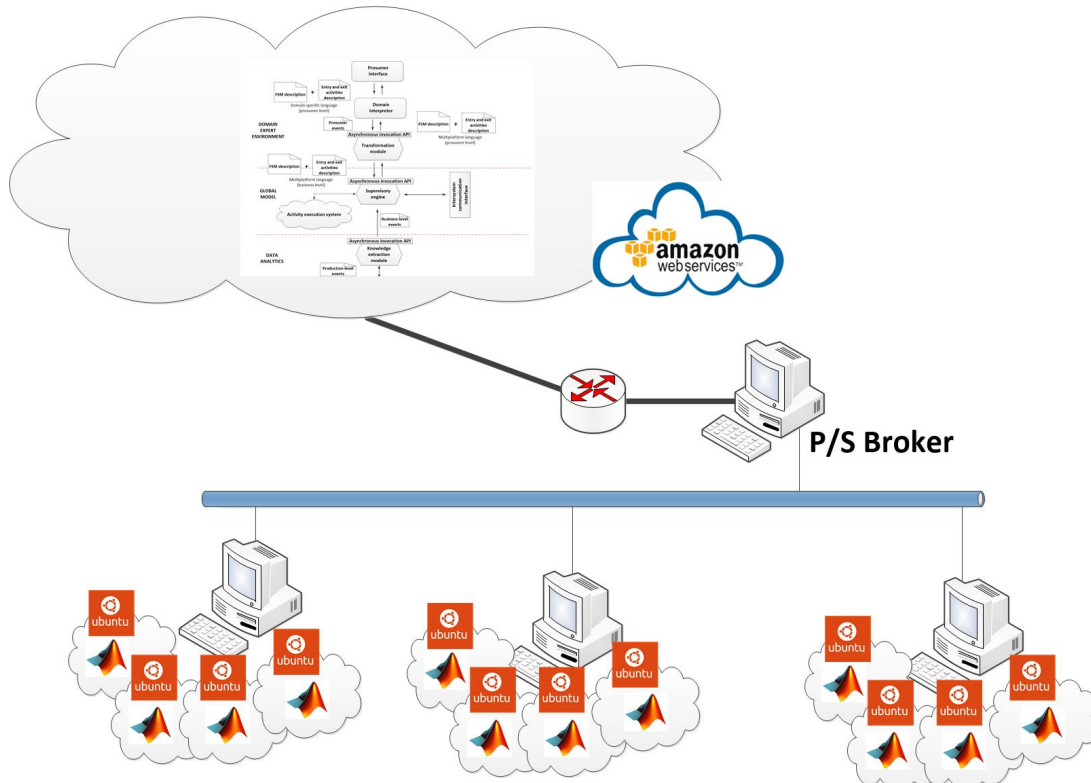 Prosumer
interface
FSM description
+
Entry and exit
activities
description
Domain specific language
(prosumer level)
Domain
interpreter
DOMAIN
EXPERT
ENVIRONMENT
Prosumer
events
FSM description
+
Entry and exit
activities
description
Multiplatform language
(prosumer level)
Asynchronous invocation API
Transformation
module
FSM description
+
Entry and exit
activities
description
Multiplatform language
(business level)
Asynchronous invocation API
GLOBAL
MODEL
Supervisory
engine
Intersystem
communication
interface
Activity execution system
Business-level
events
Asynchronous invocation API
DATA
ANALYTICS
Knowledge
extraction
module
Production-level
events
amazon
webservices™
P/S Broker
ubuntu
ubuntu
ubuntu
ubuntu
ubuntu
ubuntu
ubuntu
ubuntu
ubuntu
ubuntu
ubuntu
ubuntu